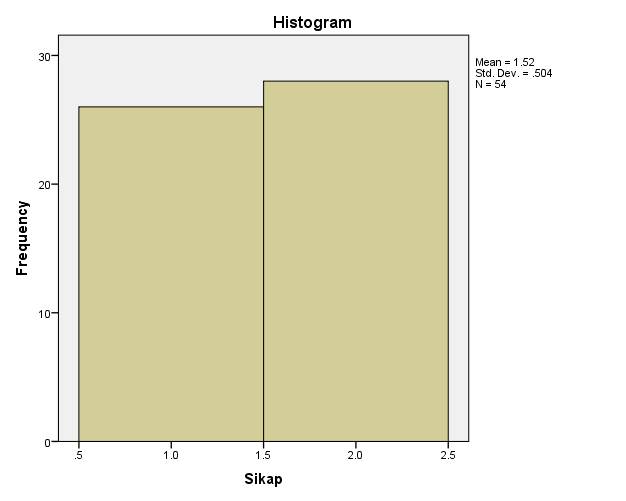 Histogram
Mean = 1.52
Std. Dev. = .504
N = 54
30
20
10
0
Frequency
.5 1.0 1.5 2.0 2.5
Sikap